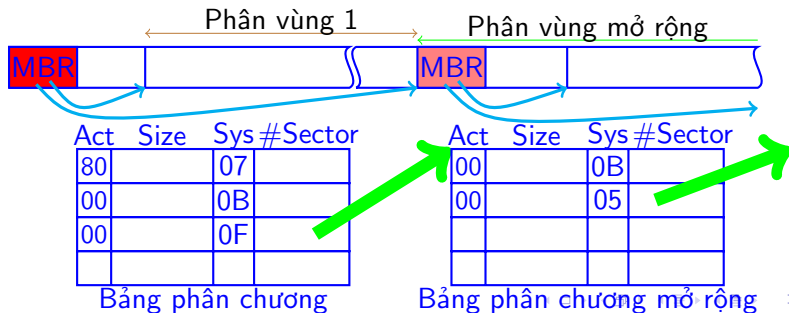 Phân vùng 1
Phân vùng mở rộng
MBR
MBR
Act Size Sys #Sector
80 07
00 0B
00 0F
Bảng phân chương
Act Size Sys #Sector
00 0B
00 05
Bảng phân chương mở rộng